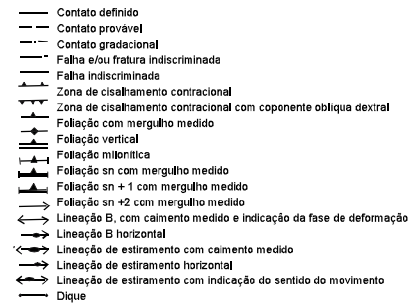 Contato definido
Contato provável
Contato gradacional
Falha e/ou fratura indiscriminada
Falha indiscriminada
Zona de cisalhamento contracional
Zona de cisalhamento contracional com coponente obliqua dextral
Foliação com mergulho medido
Foliação vertical
Foliação milonítica
Foliação sn com mergulho medido
Foliação sn + 1 com mergulho medido
Foliação sn +2 com mergulho medido
Lineação B, com caimento medido e indicação da fase de deformação
Lineação B horizontal
Lineação de estiramento com caimento medido
Lineação de estiramento horizontal
Lineação de estiramento com indicação do sentido do movimento
Dique